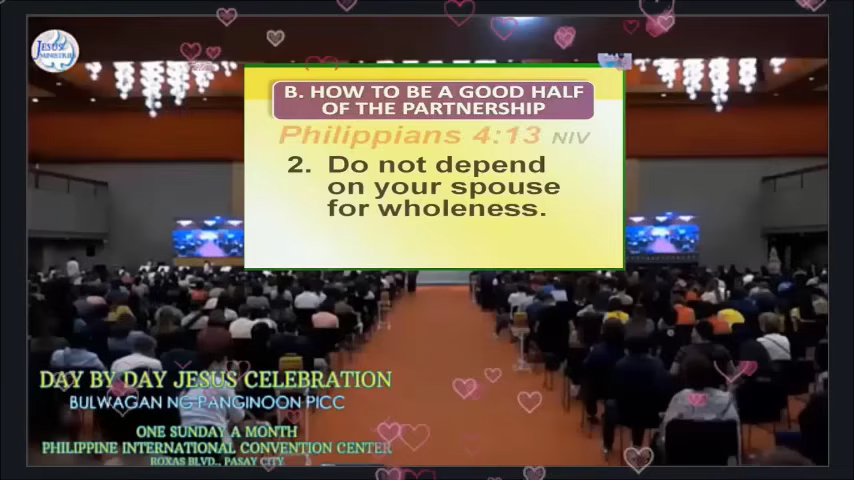 JESUS
MINISTRIES
B. HOW TO BE A GOOD HALF
OF THE PARTNERSHIP
Philippians 4:13 NIV
2. Do not depend
on your spouse
for wholeness.
DAY BY DAY JESUS CELEBRATION
BULWAGAN NG PANGINOON PICC
ONE SUNDAY A MONTH
PHILIPPINE INTERNATIONAL CONVENTION CENTER
ROXAS BLVD., PASAY CITY